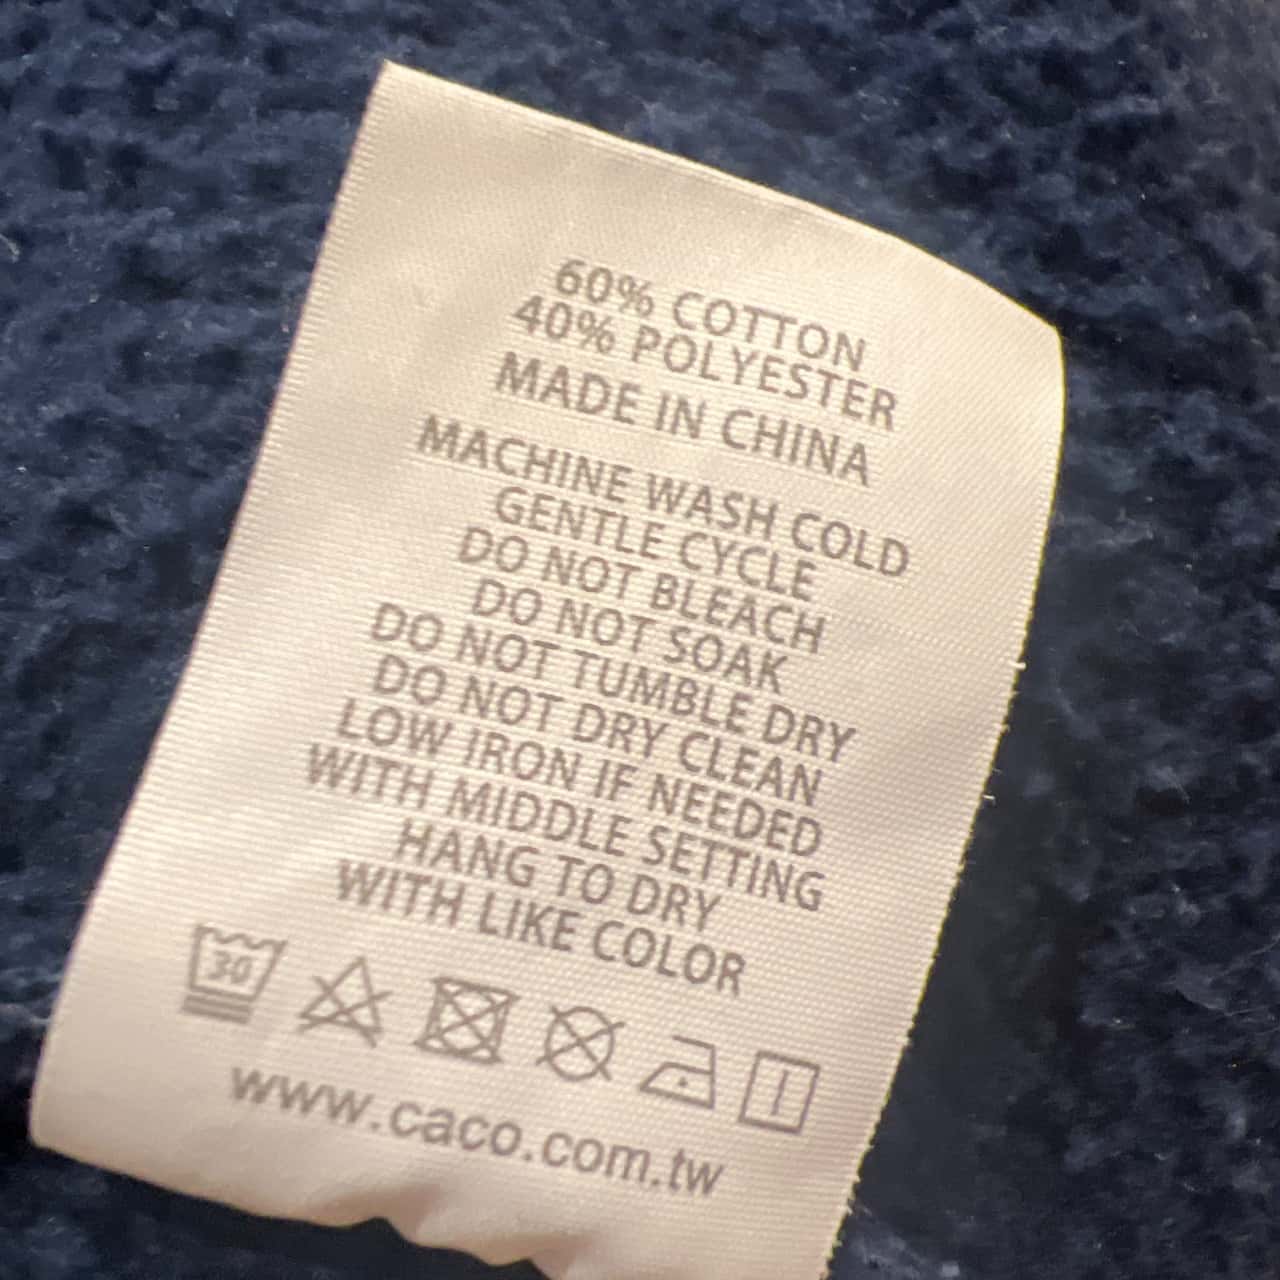 60% COTTON
40% POLYESTER
MADE IN CHINA
MACHINE WASH COLD
GENTLE CYCLE
DO NOT BLEACH
DO NOT SOAK
DO NOT TUMBLE DRY
DO NOT DRY CLEAN
LOW IRON IF NEEDED
WITH MIDDLE SETTING
HANG TO DRY
WITH LIKE COLOR
30
www.caco.com.tw